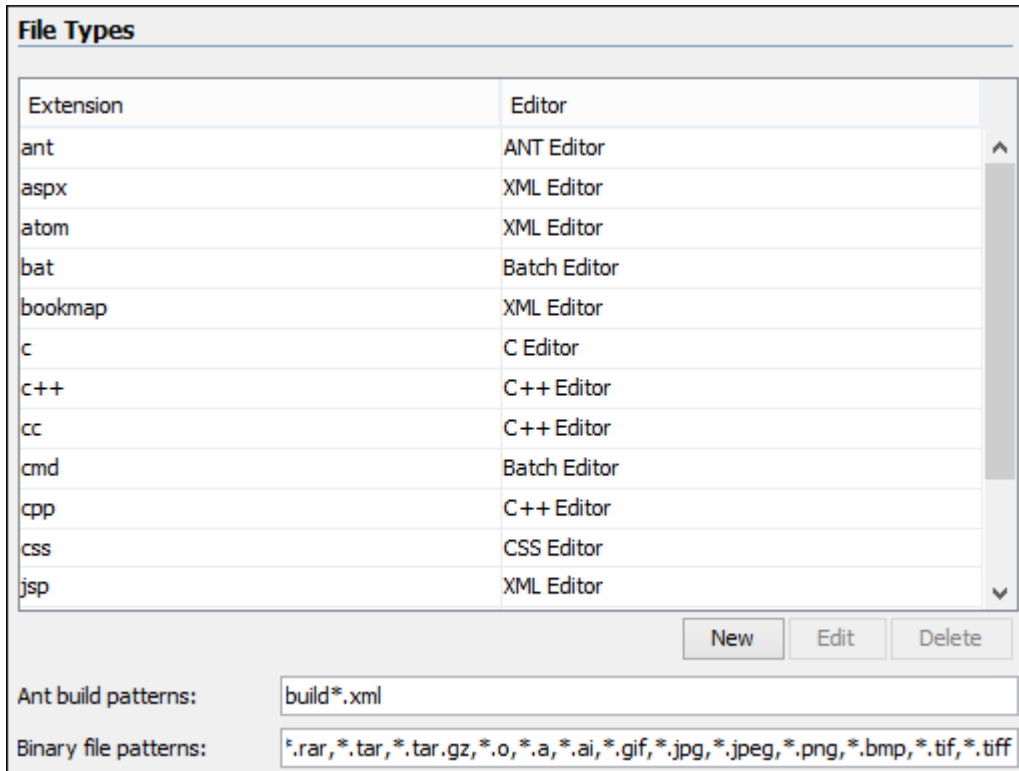 File Types
Extension Editor
ant ANT Editor
aspx XML Editor
atom XML Editor
bat Batch Editor
bookmap XML Editor
c C Editor
c++ C++ Editor
cc C++ Editor
cmd Batch Editor
cpp C++ Editor
css CSS Editor
jsp XML Editor
New Edit Delete
Ant build patterns: build*.xml
Binary file patterns: *.rar,*.tar,*.tar.gz,*.o,*.a,*.ai,*.gif,*.jpg,*.jpeg,*.png,*.bmp,*.tif,*.tiff